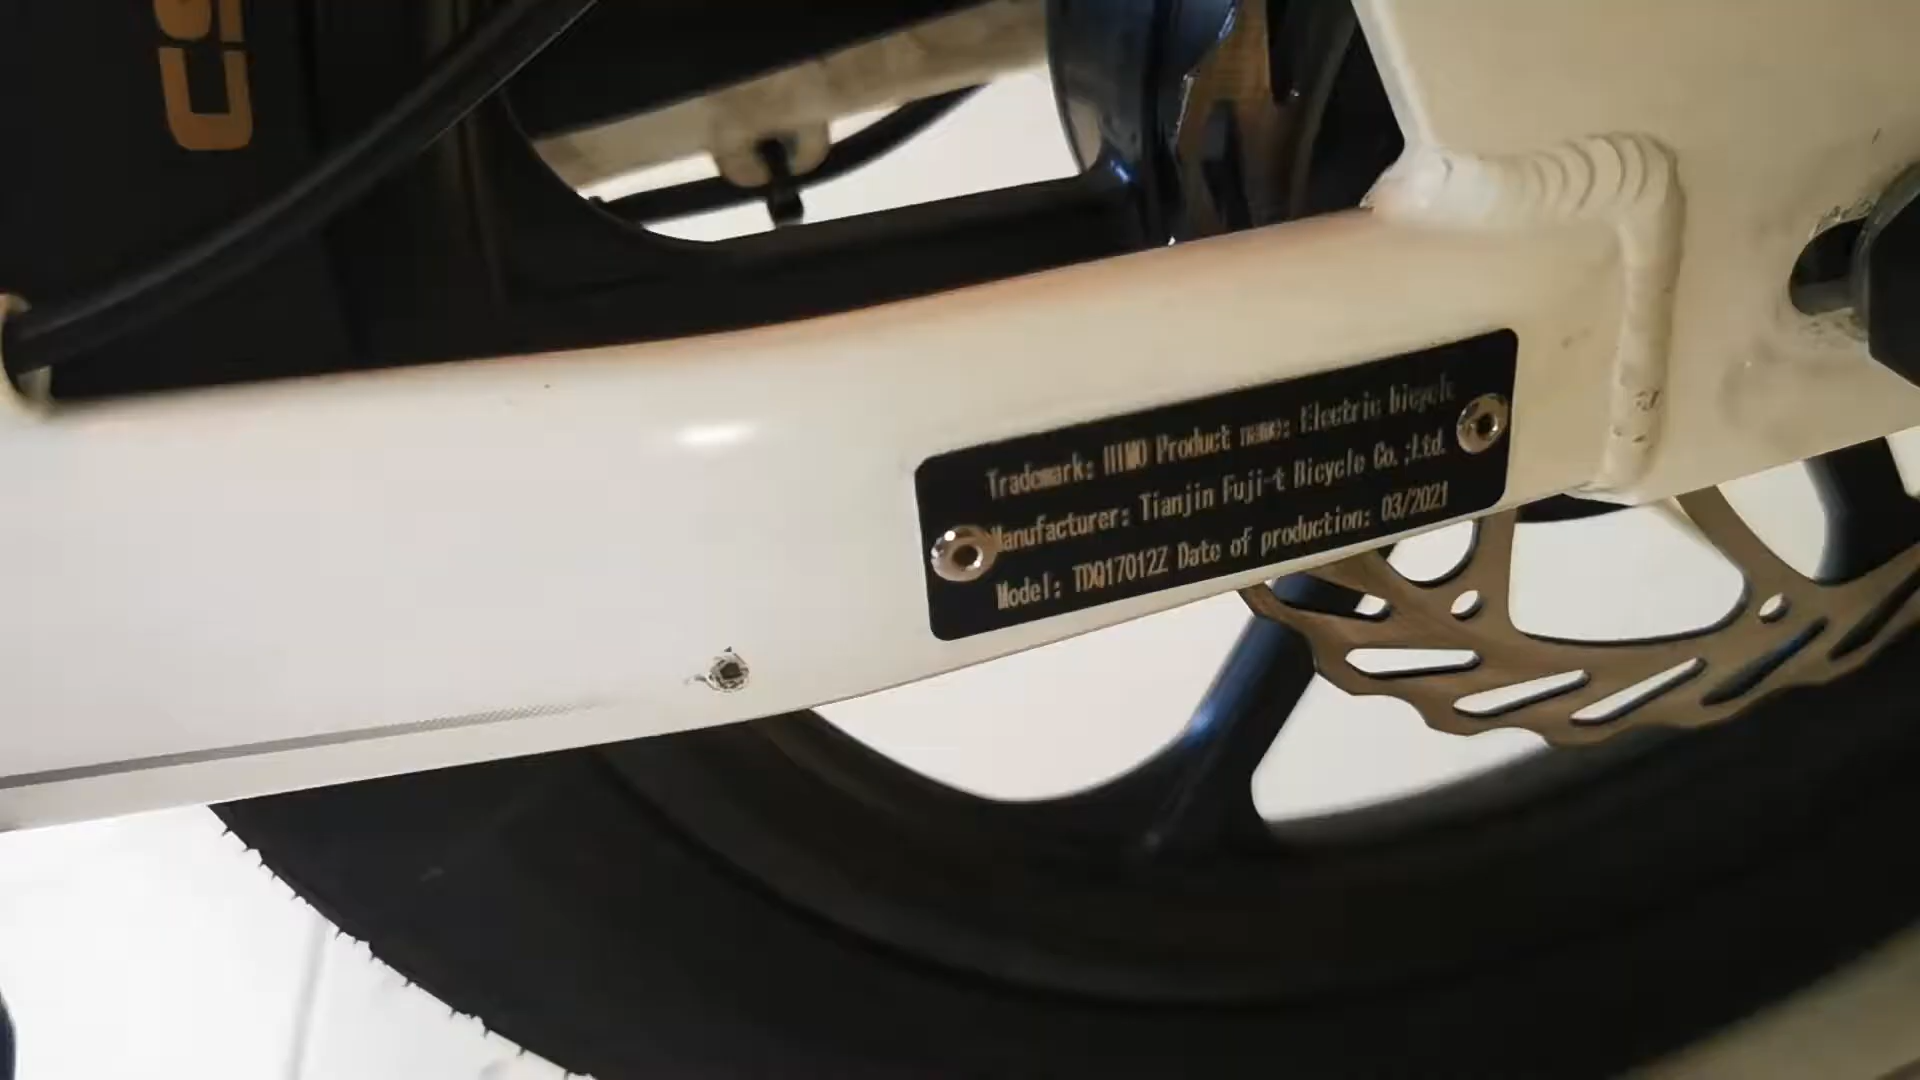 Trademark: HIMO Product name: Electric bicycle
Manufacturer: Tianjin Fuji-t Bicycle Co. ;Ltd.
Model: TDQ17012Z Date of production: 03/2021